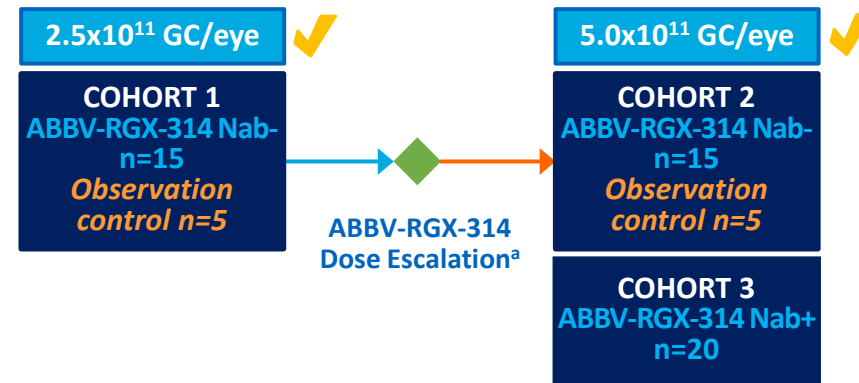 2.5x10¹¹ GC/eye
COHORT 1
ABBV-RGX-314 Nab-
n=15
Observation
control n=5
ABBV-RGX-314
Dose Escalationᵃ
5.0x10¹¹ GC/eye
COHORT 2
ABBV-RGX-314 Nab-
n=15
Observation
control n=5
COHORT 3
ABBV-RGX-314 Nab+
n=20